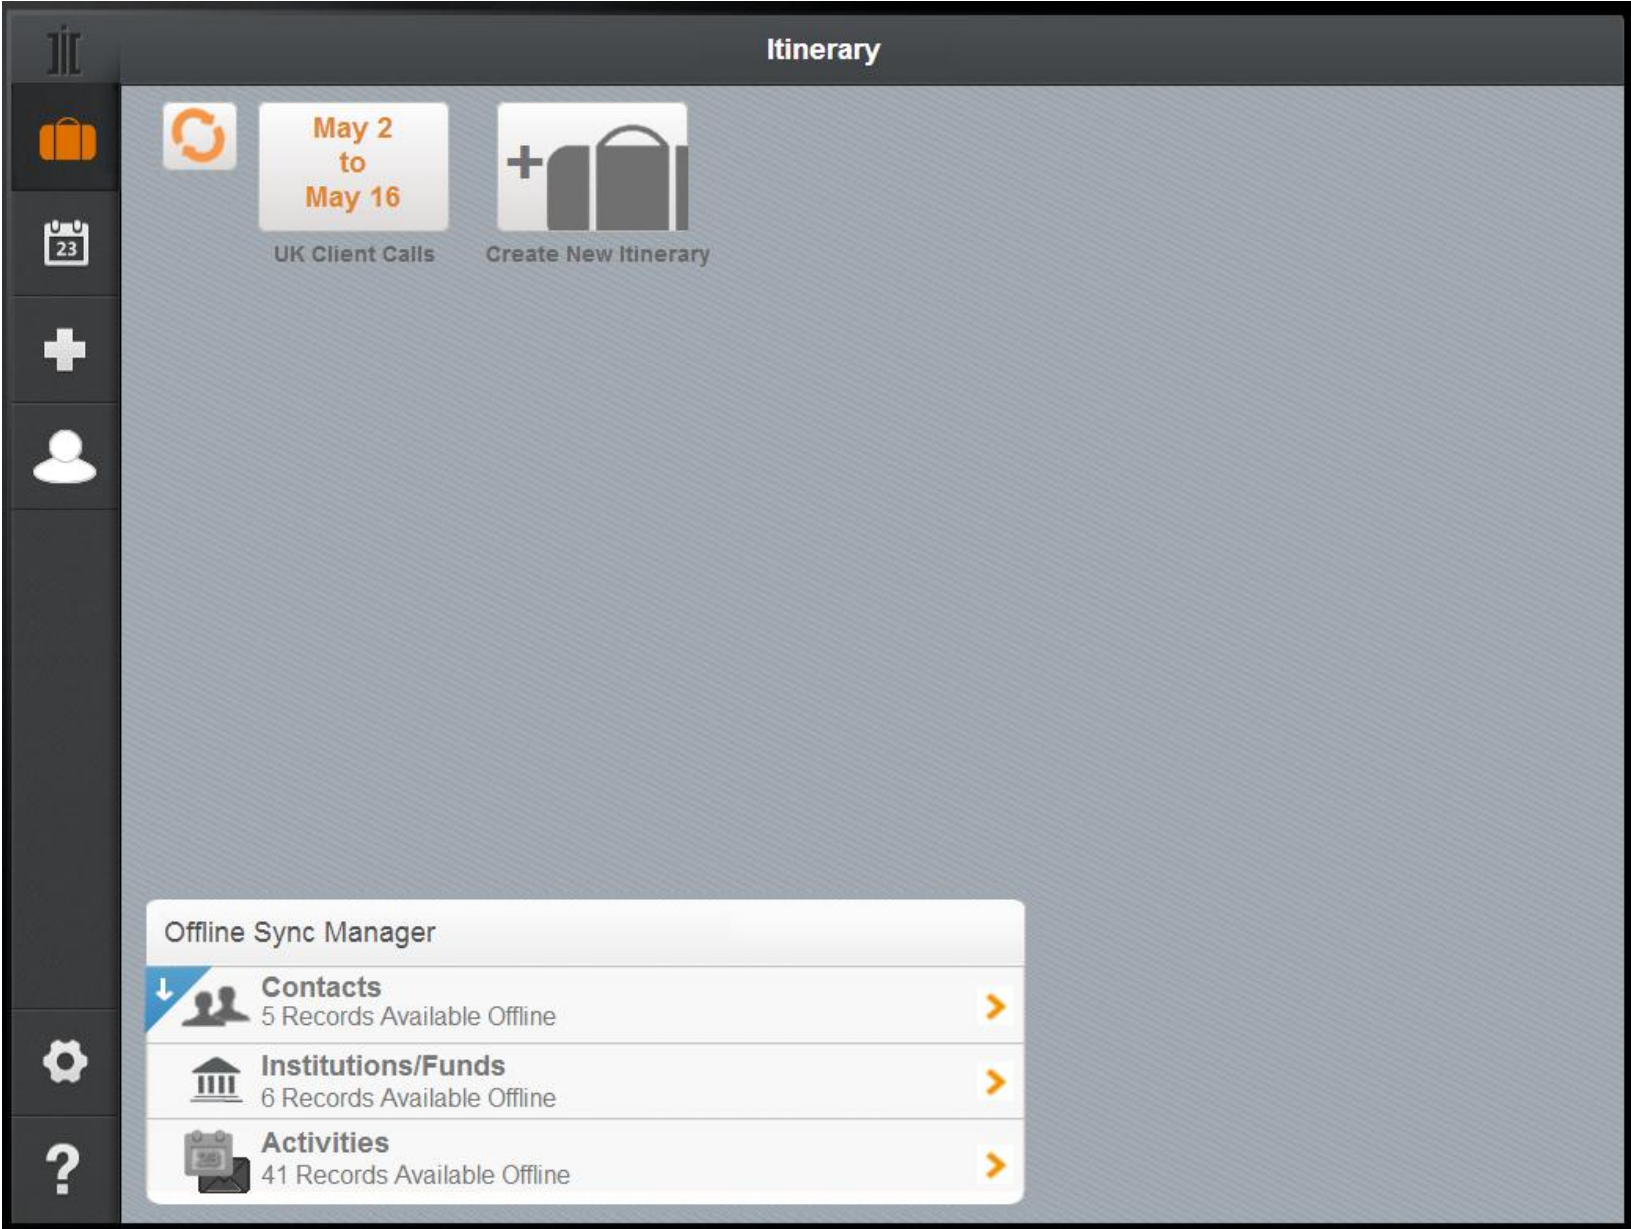 Itinerary
May 2
to
May 16
UK Client Calls
+
Create New Itinerary
23
Offline Sync Manager
Contacts
5 Records Available Offline
Institutions/Funds
6 Records Available Offline
Activities
41 Records Available Offline
?